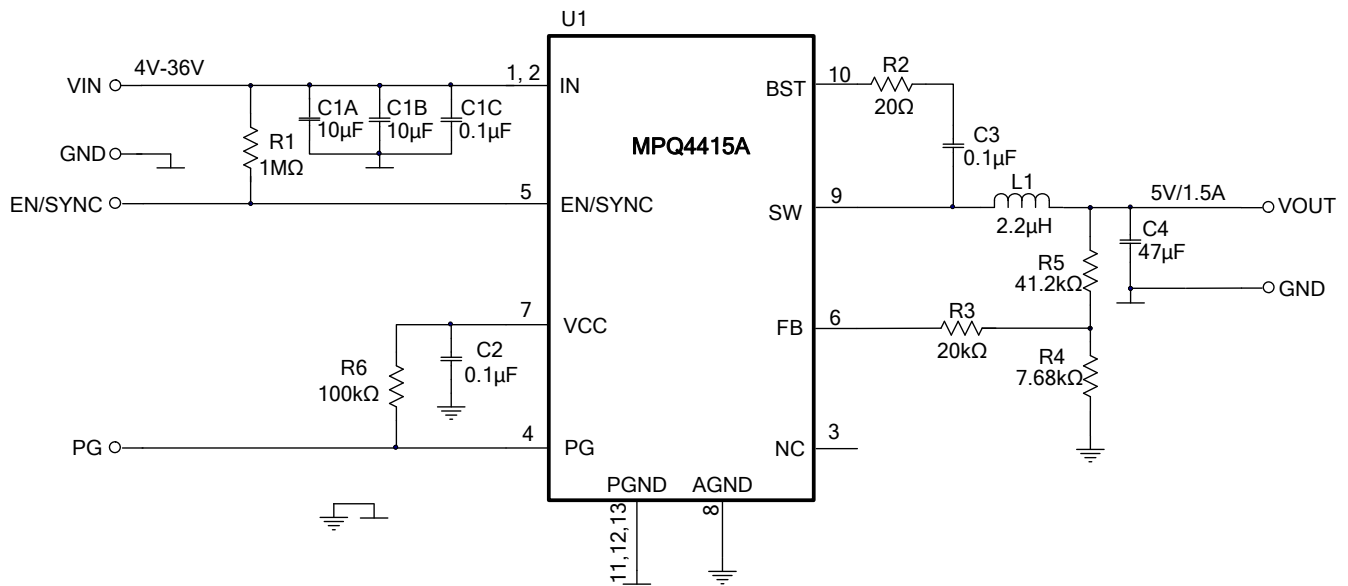 U1
VIN
4V-36V
1, 2
IN
C1A
10µF
C1B
10µF
C1C
0.1µF
R1
1MΩ
GND
EN/SYNC
5
EN/SYNC
MPQ4415A
BST
10
R2
20Ω
C3
0.1µF
SW
9
L1
2.2µH
5V/1.5A
VOUT
C4
47µF
R5
41.2kΩ
GND
7
VCC
C2
0.1µF
R6
100kΩ
FB
6
R3
20kΩ
R4
7.68kΩ
PG
4
PG
NC
3
PGND
AGND
11,12,13
8